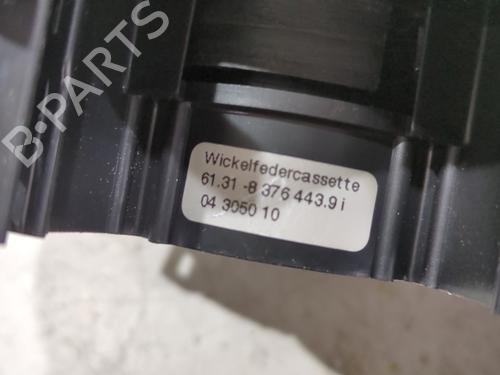 B-PARTS
Wickelfedercassette
61.31 -8 376 443.9 i
04 3050 10